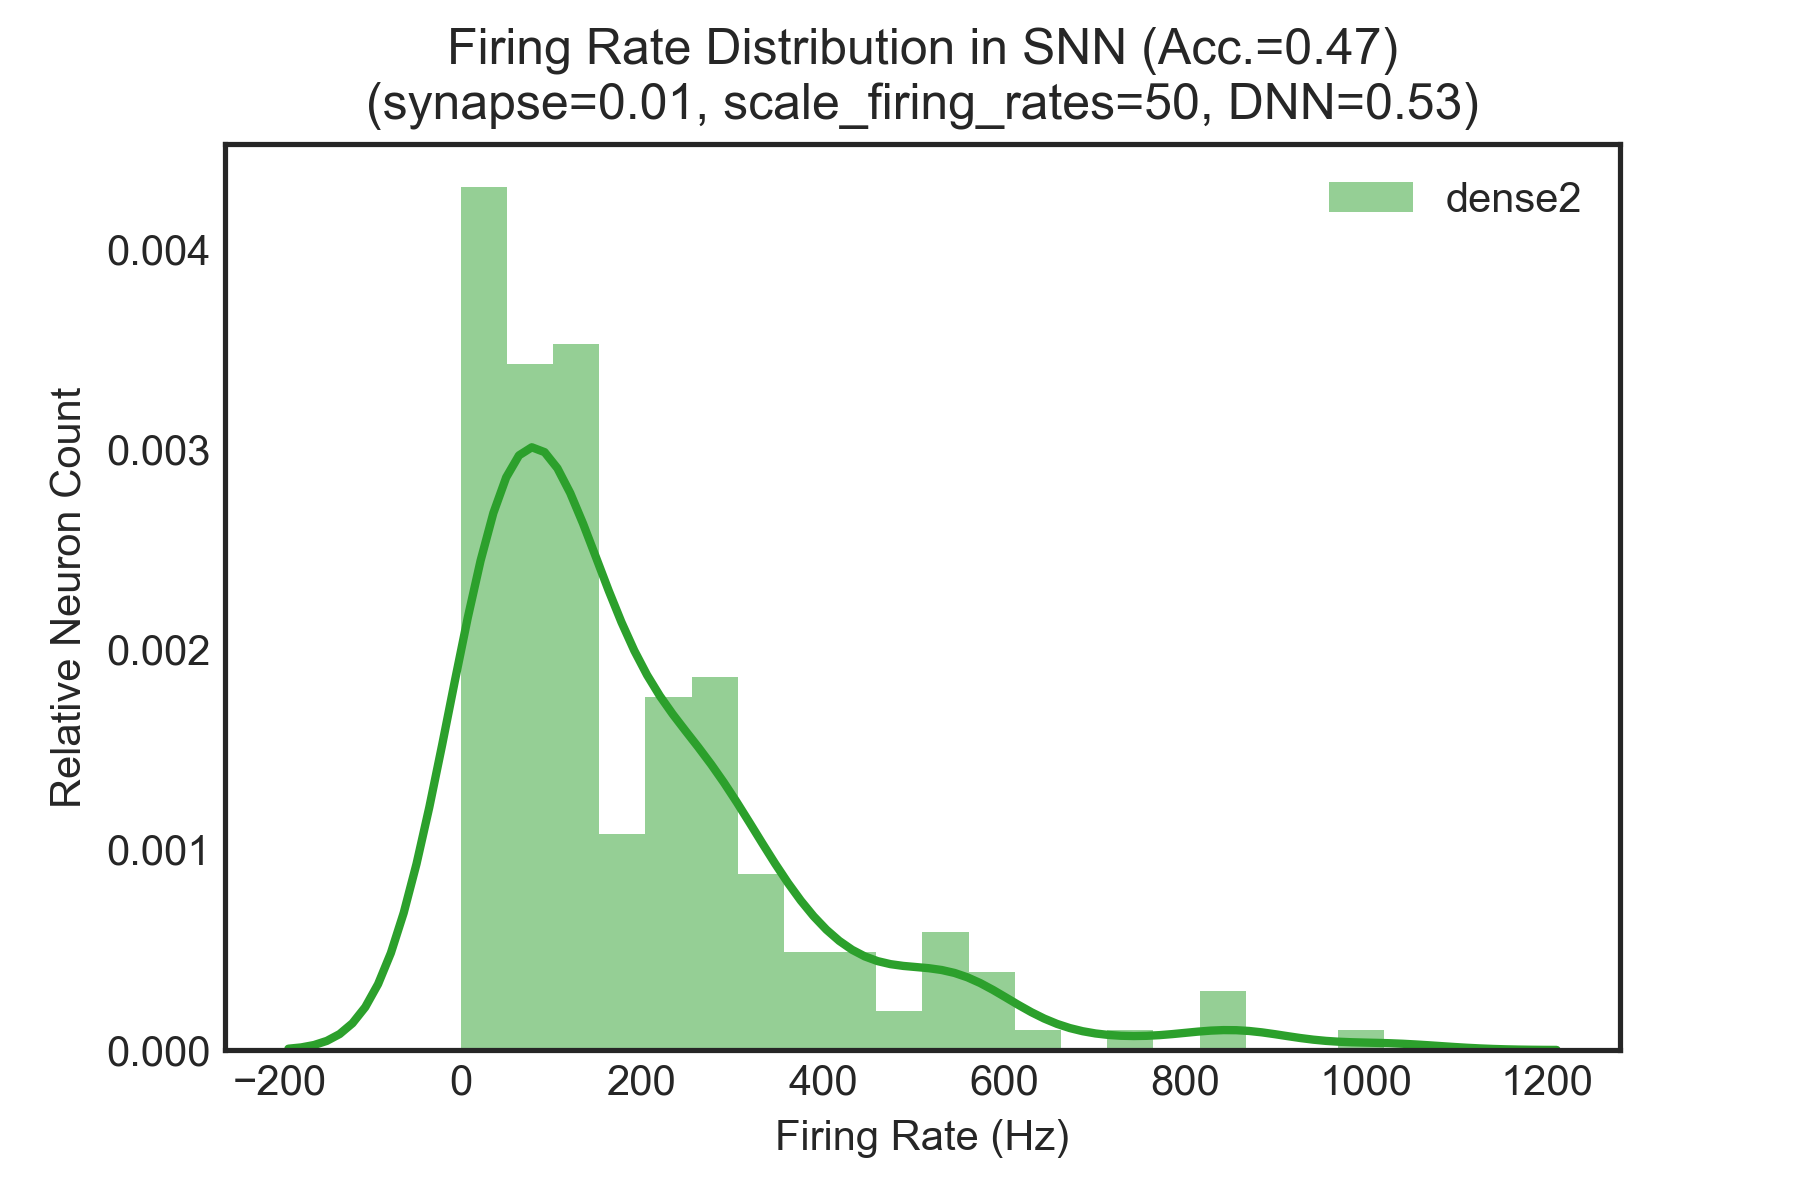 Firing Rate Distribution in SNN (Acc.=0.47)
(synapse=0.01, scale_firing_rates=50, DNN=0.53)
dense2
Relative Neuron Count
0.004
0.003
0.002
0.001
0.000
−200 0 200 400 600 800 1000 1200
Firing Rate (Hz)